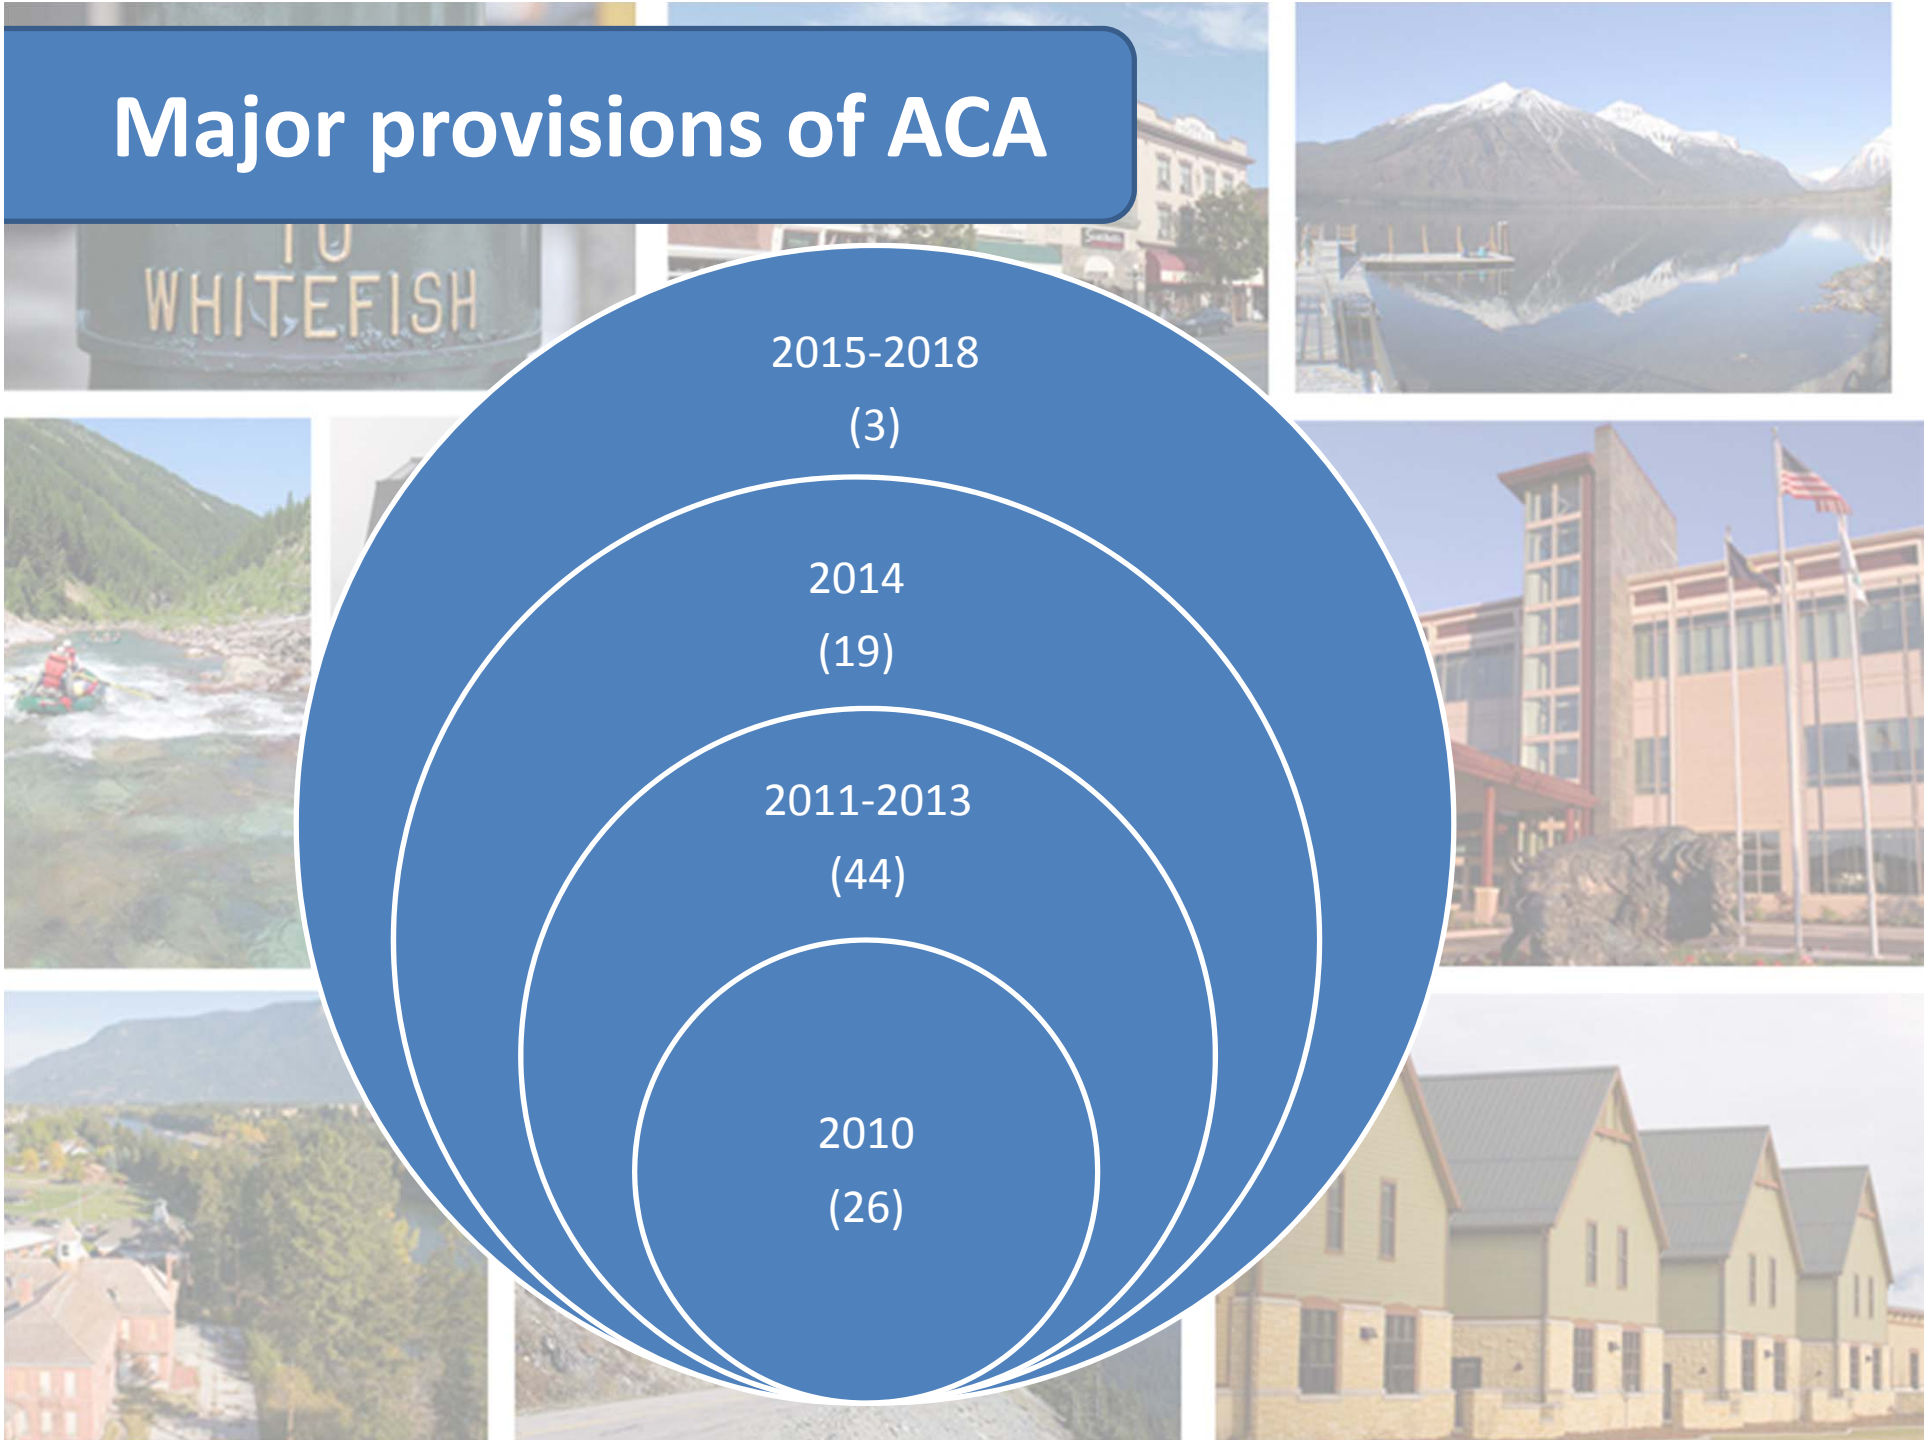 Major provisions of ACA
TO
WHITEFISH
2015-2018
(3)
2014
(19)
2011-2013
(44)
2010
(26)